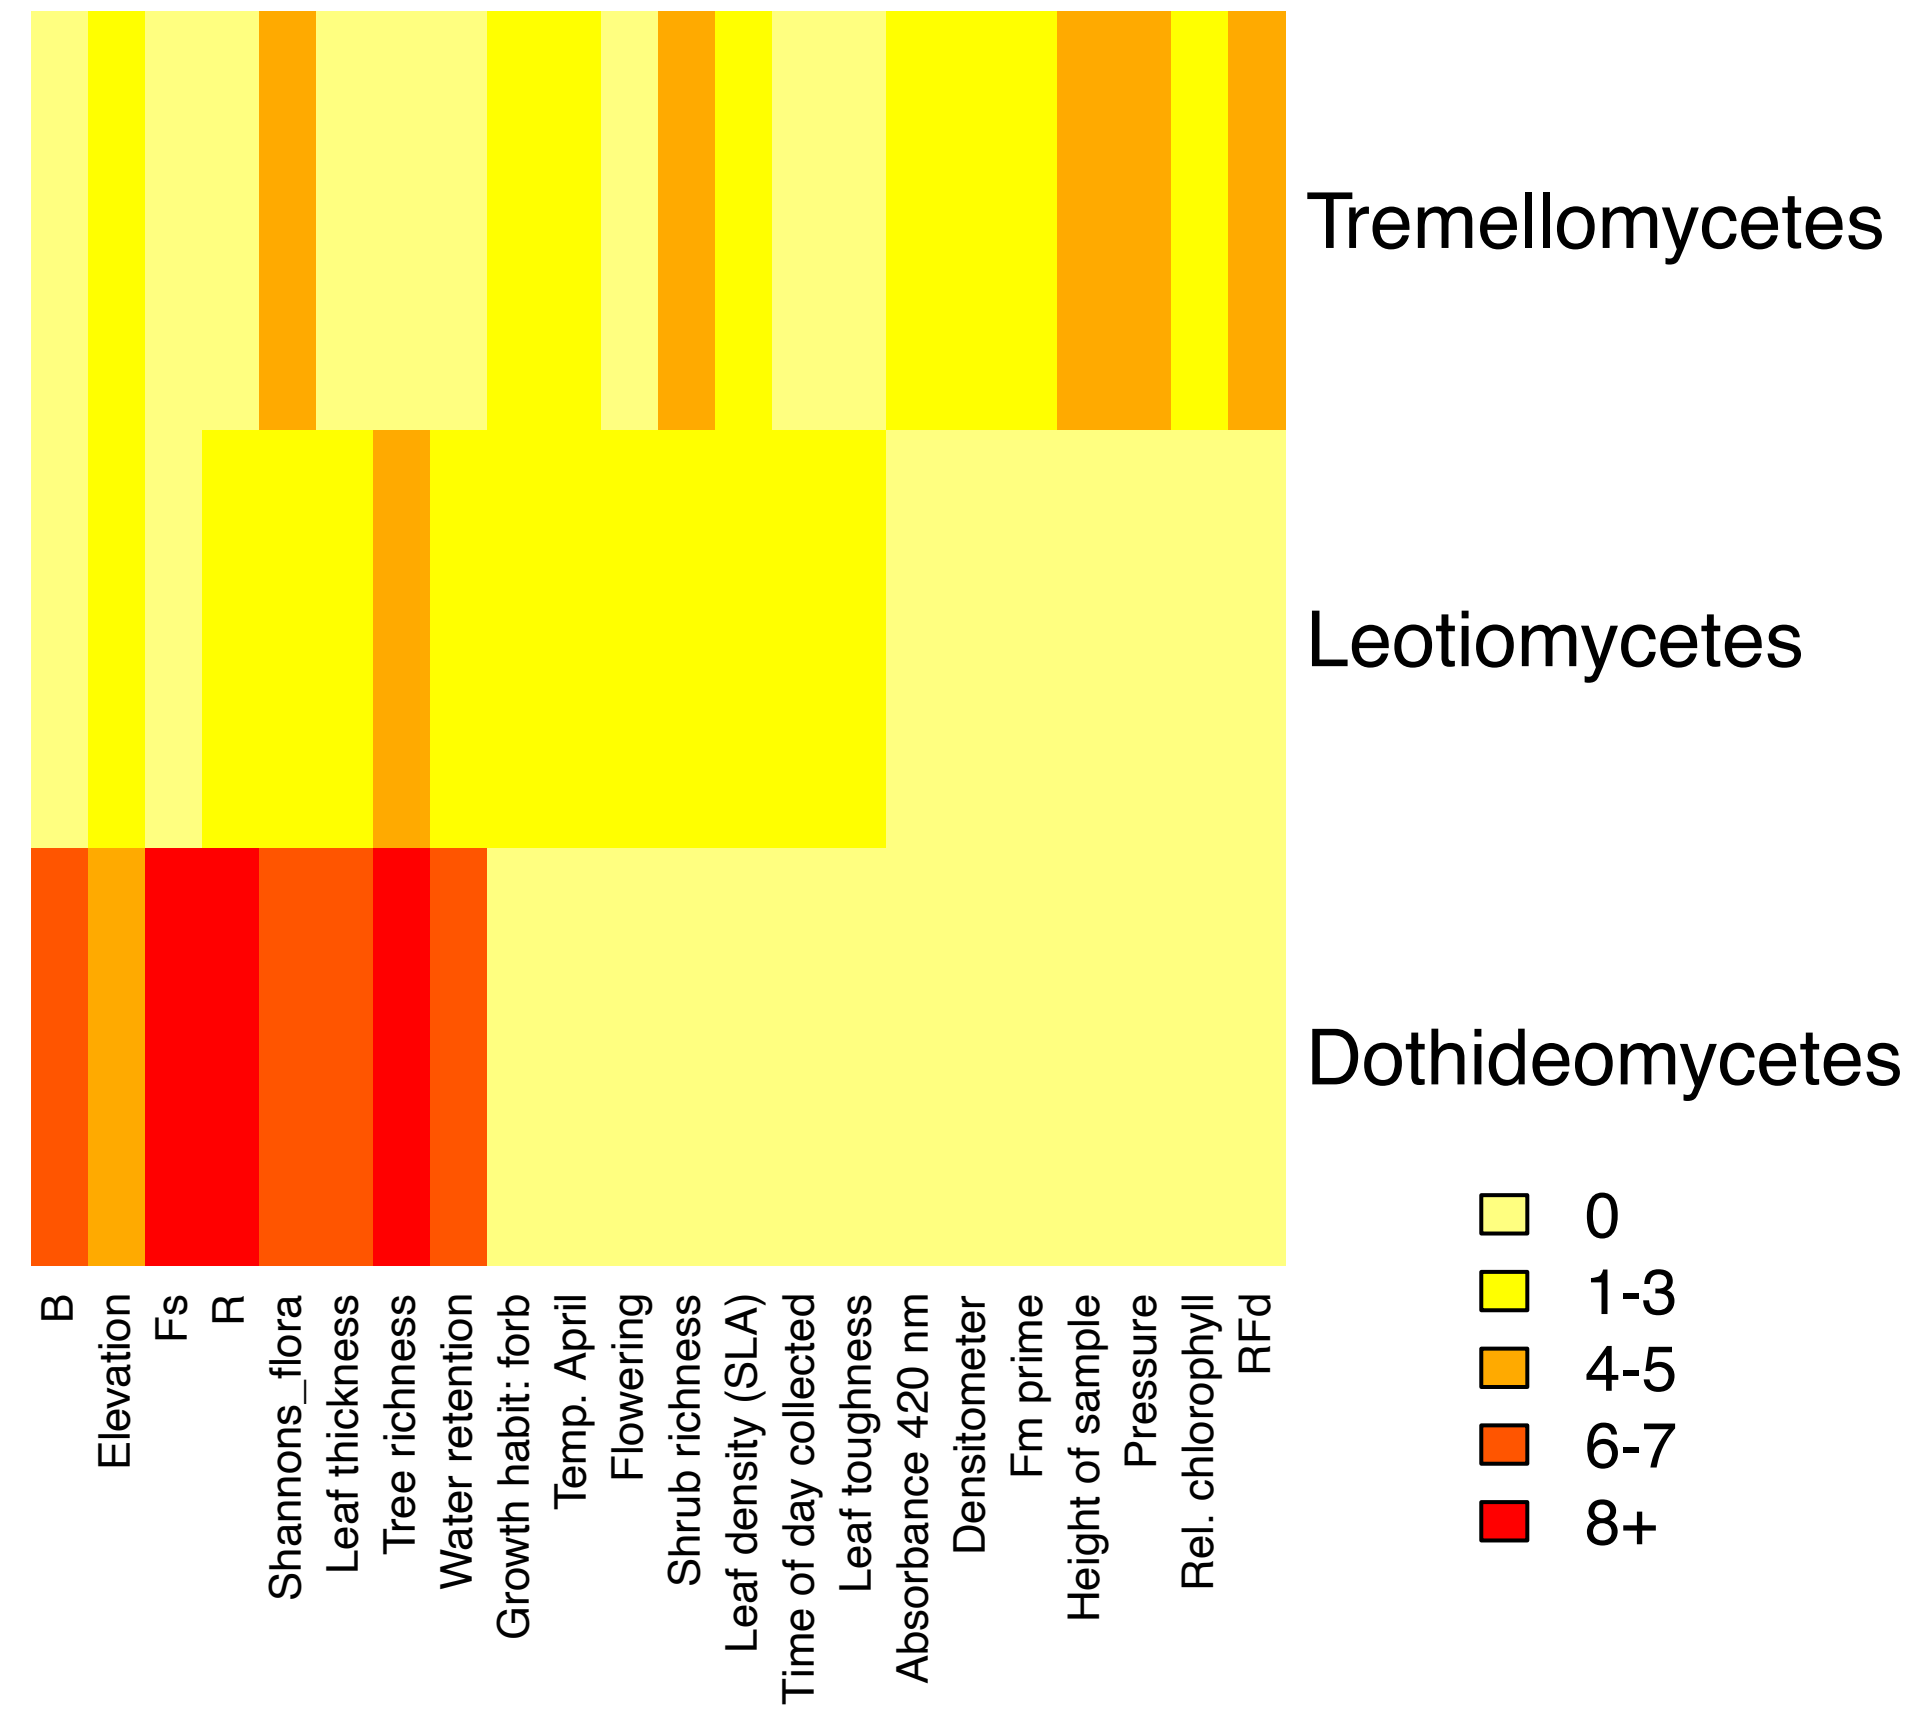 Tremellomycetes
Leotiomycetes
Dothideomycetes
0
1-3
4-5
6-7
8+
B
Elevation
Fs
R
Shannons_flora
Leaf thickness
Tree richness
Water retention
Growth habit: forb
Temp. April
Flowering
Shrub richness
Leaf density (SLA)
Time of day collected
Leaf toughness
Absorbance 420 nm
Densitometer
Fm prime
Height of sample
Pressure
Rel. chlorophyll
RFd